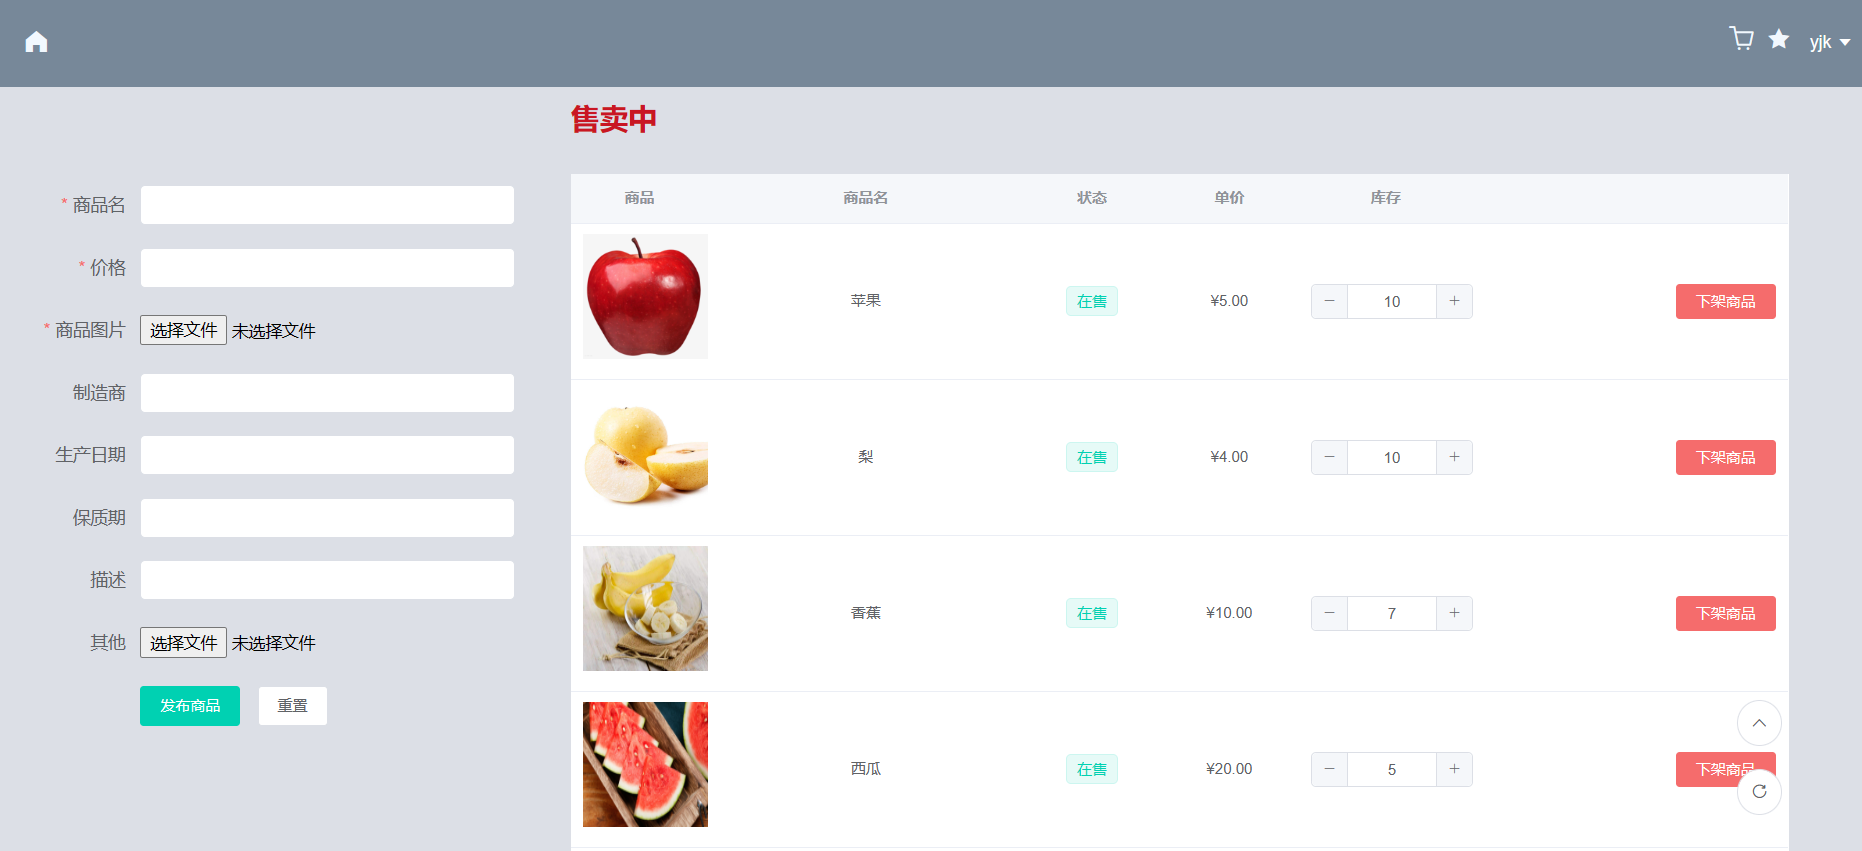 yjk
售卖中
* 商品名
* 价格
* 商品图片 选择文件 未选择文件
制造商
生产日期
保质期
描述
其他 选择文件 未选择文件
发布商品 重置
商品 商品名 状态 单价 库存
苹果 在售 ¥5.00 − 10 + 下架商品
梨 在售 ¥4.00 − 10 + 下架商品
香蕉 在售 ¥10.00 − 7 + 下架商品
西瓜 在售 ¥20.00 − 5 + 下架商品